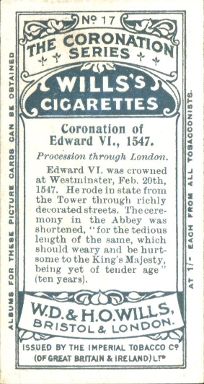 No 17
THE CORONATION
SERIES
WILLS'S
CIGARETTES
Coronation of
Edward VI., 1547.
Procession through London.
Edward VI. was crowned
at Westminster, Feb. 20th,
1547. He rode in state from
the Tower through richly
decorated streets. The cere-
mony in the Abbey was
shortened, "for the tedious
length of the same, which
should weary and be hurt-
some to the King's Majesty,
being yet of tender age"
(ten years).
W.D. & H.O. WILLS,
BRISTOL & LONDON.
ISSUED BY THE IMPERIAL TOBACCO Co
(OF GREAT BRITAIN & IRELAND) LTD
ALBUMS FOR THESE PICTURE CARDS CAN BE OBTAINED
AT 1/- EACH FROM ALL TOBACCONISTS.